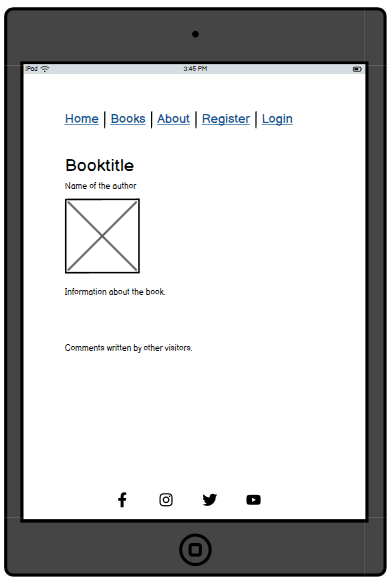 iPad 3:45 PM
Home | Books | About | Register | Login
Booktitle
Name of the author
Information about the book.
Comments written by other visitors.